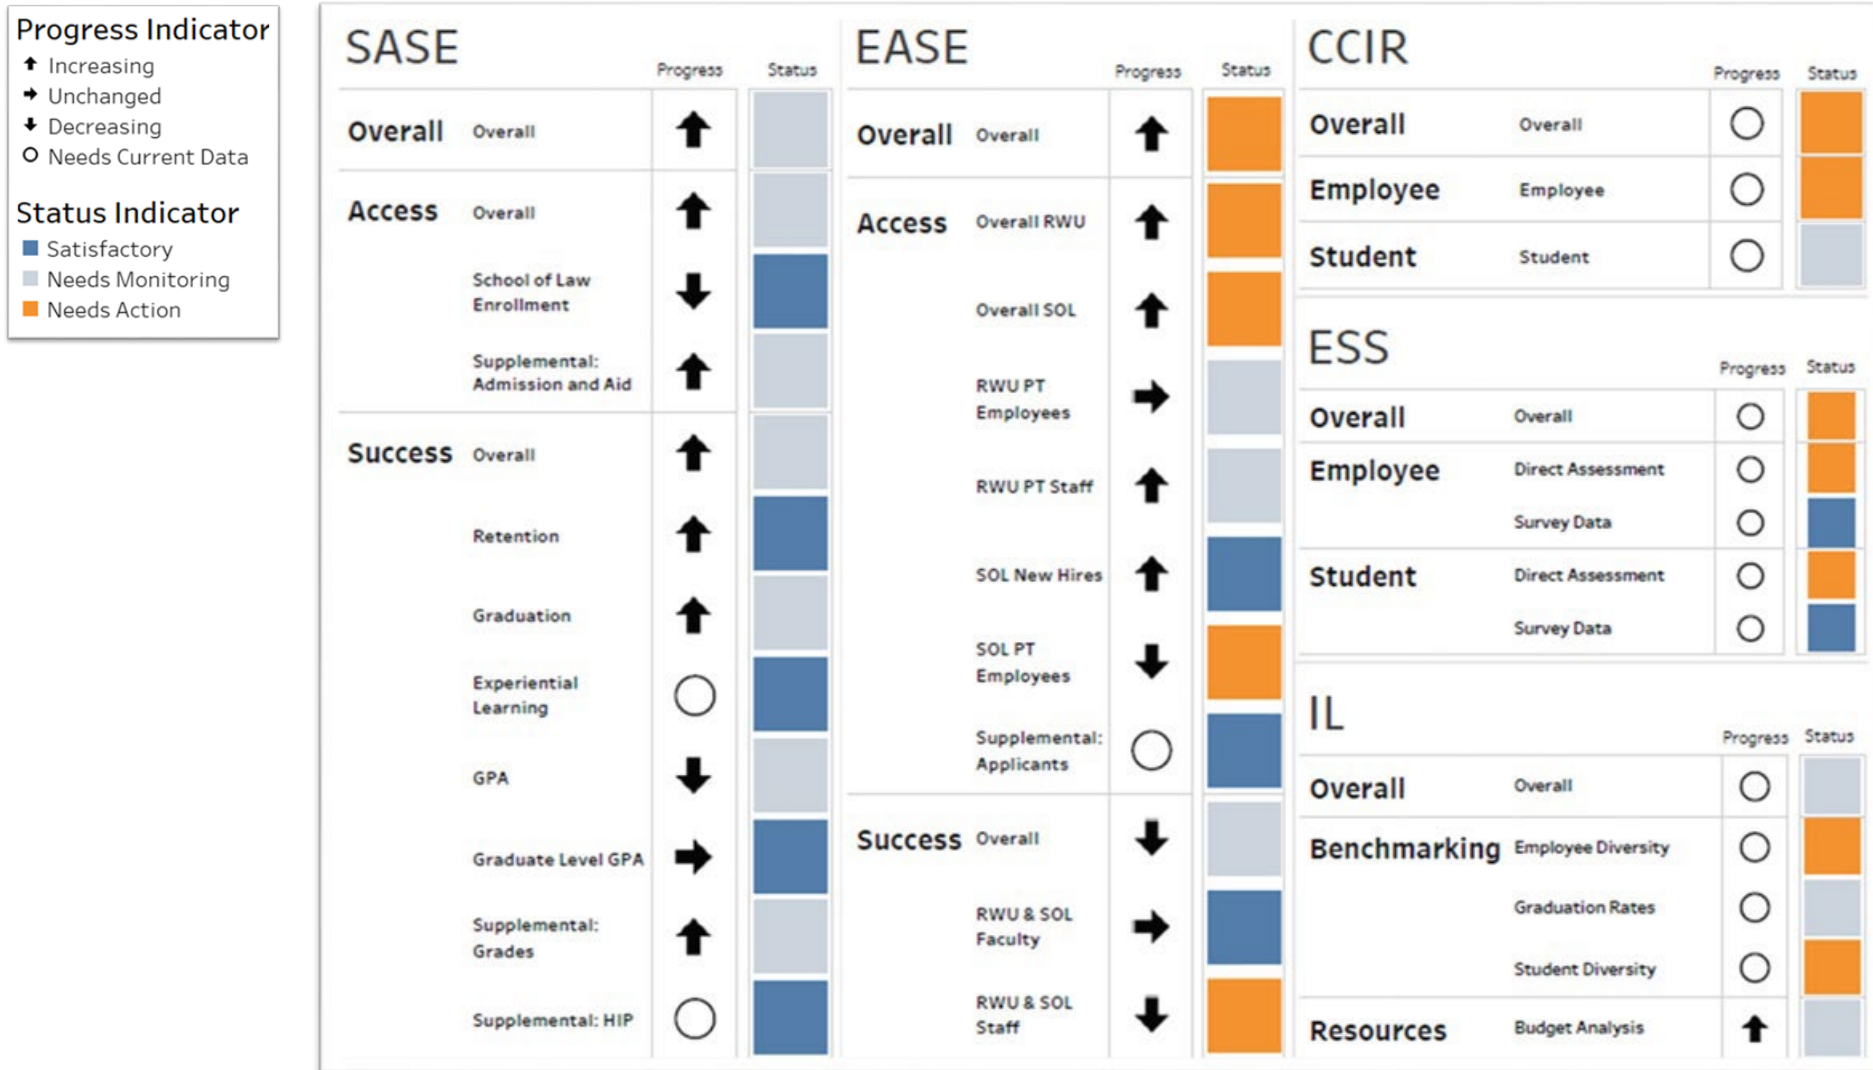 Progress Indicator
Increasing
Unchanged
Decreasing
Needs Current Data
Status Indicator
Satisfactory
Needs Monitoring
Needs Action
SASE
Progress Status
Overall Overall
Access Overall
School of Law
Enrollment
Supplemental:
Admission and Aid
Success Overall
Retention
Graduation
Experiential
Learning
GPA
Graduate Level GPA
Supplemental:
Grades
Supplemental: HIP
EASE
Progress Status
Overall Overall
Access Overall RWU
Overall SOL
RWU PT
Employees
RWU PT Staff
SOL New Hires
SOL PT
Employees
Supplemental:
Applicants
Success Overall
RWU & SOL
Faculty
RWU & SOL
Staff
CCIR
Progress Status
Overall Overall
Employee Employee
Student Student
ESS
Progress Status
Overall Overall
Employee Direct Assessment
Survey Data
Student Direct Assessment
Survey Data
IL
Progress Status
Overall Overall
Benchmarking Employee Diversity
Graduation Rates
Student Diversity
Resources Budget Analysis